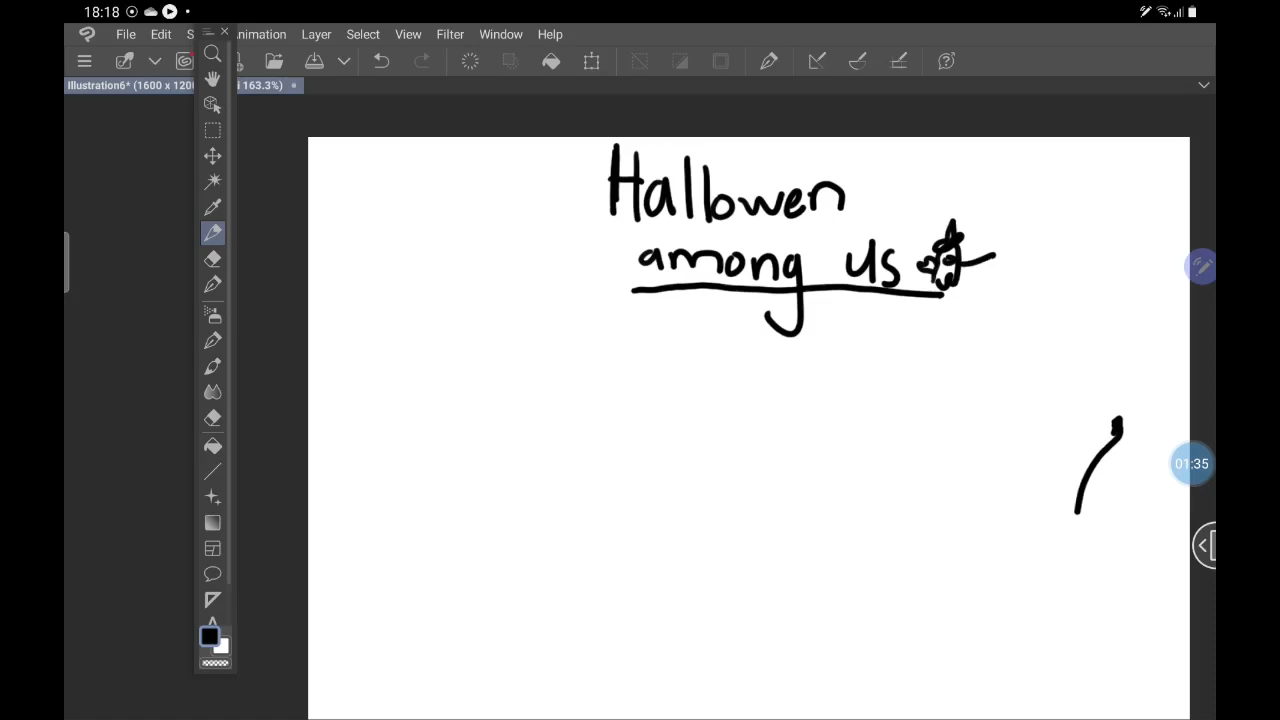 18:18
File Edit S nimation Layer Select View Filter Window Help
Illustration6* (1600 x 120 i 163.3%)
Hallowen
among us
01:35